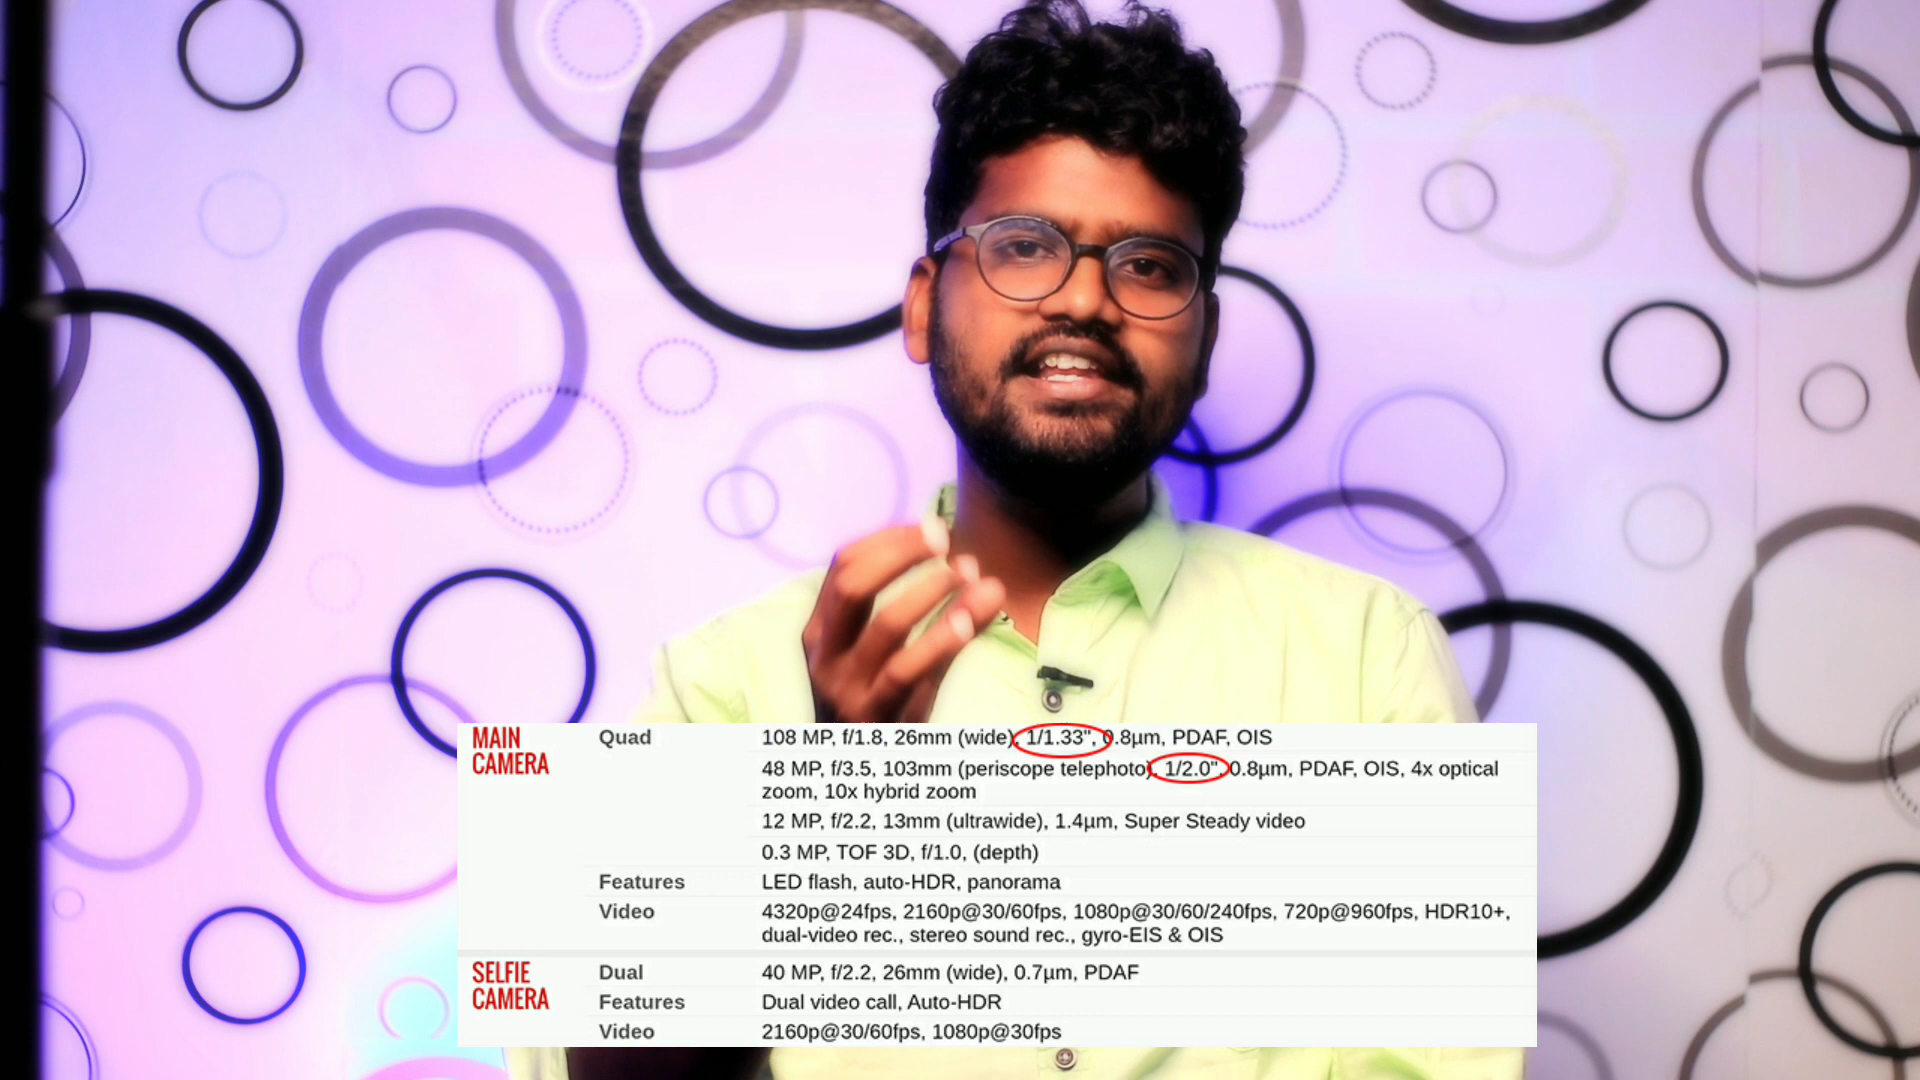 MAIN CAMERA Quad 108 MP, f/1.8, 26mm (wide), 1/1.33", 0.8µm, PDAF, OIS
48 MP, f/3.5, 103mm (periscope telephoto), 1/2.0", 0.8µm, PDAF, OIS, 4x optical
zoom, 10x hybrid zoom
12 MP, f/2.2, 13mm (ultrawide), 1.4µm, Super Steady video
0.3 MP, TOF 3D, f/1.0, (depth)
Features LED flash, auto-HDR, panorama
Video 4320p@24fps, 2160p@30/60fps, 1080p@30/60/240fps, 720p@960fps, HDR10+,
dual-video rec., stereo sound rec., gyro-EIS & OIS
SELFIE CAMERA Dual 40 MP, f/2.2, 26mm (wide), 0.7µm, PDAF
Features Dual video call, Auto-HDR
Video 2160p@30/60fps, 1080p@30fps